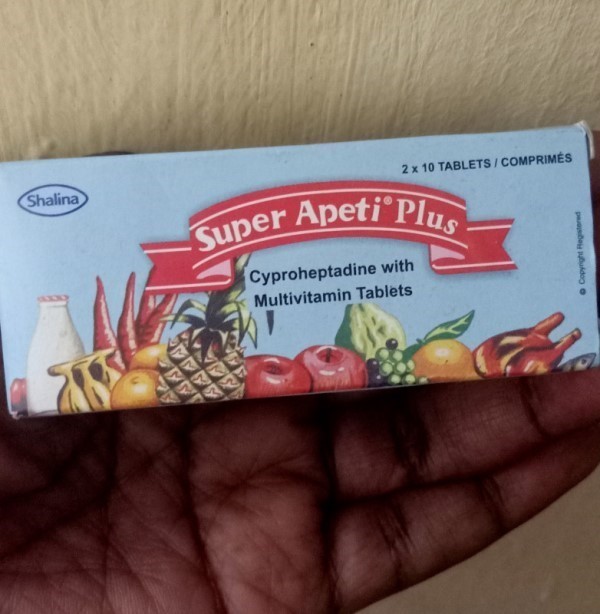 Shalina
2 x 10 TABLETS / COMPRIMÉS
Super Apeti® Plus
Cyproheptadine with
Multivitamin Tablets
© Copyright Registered